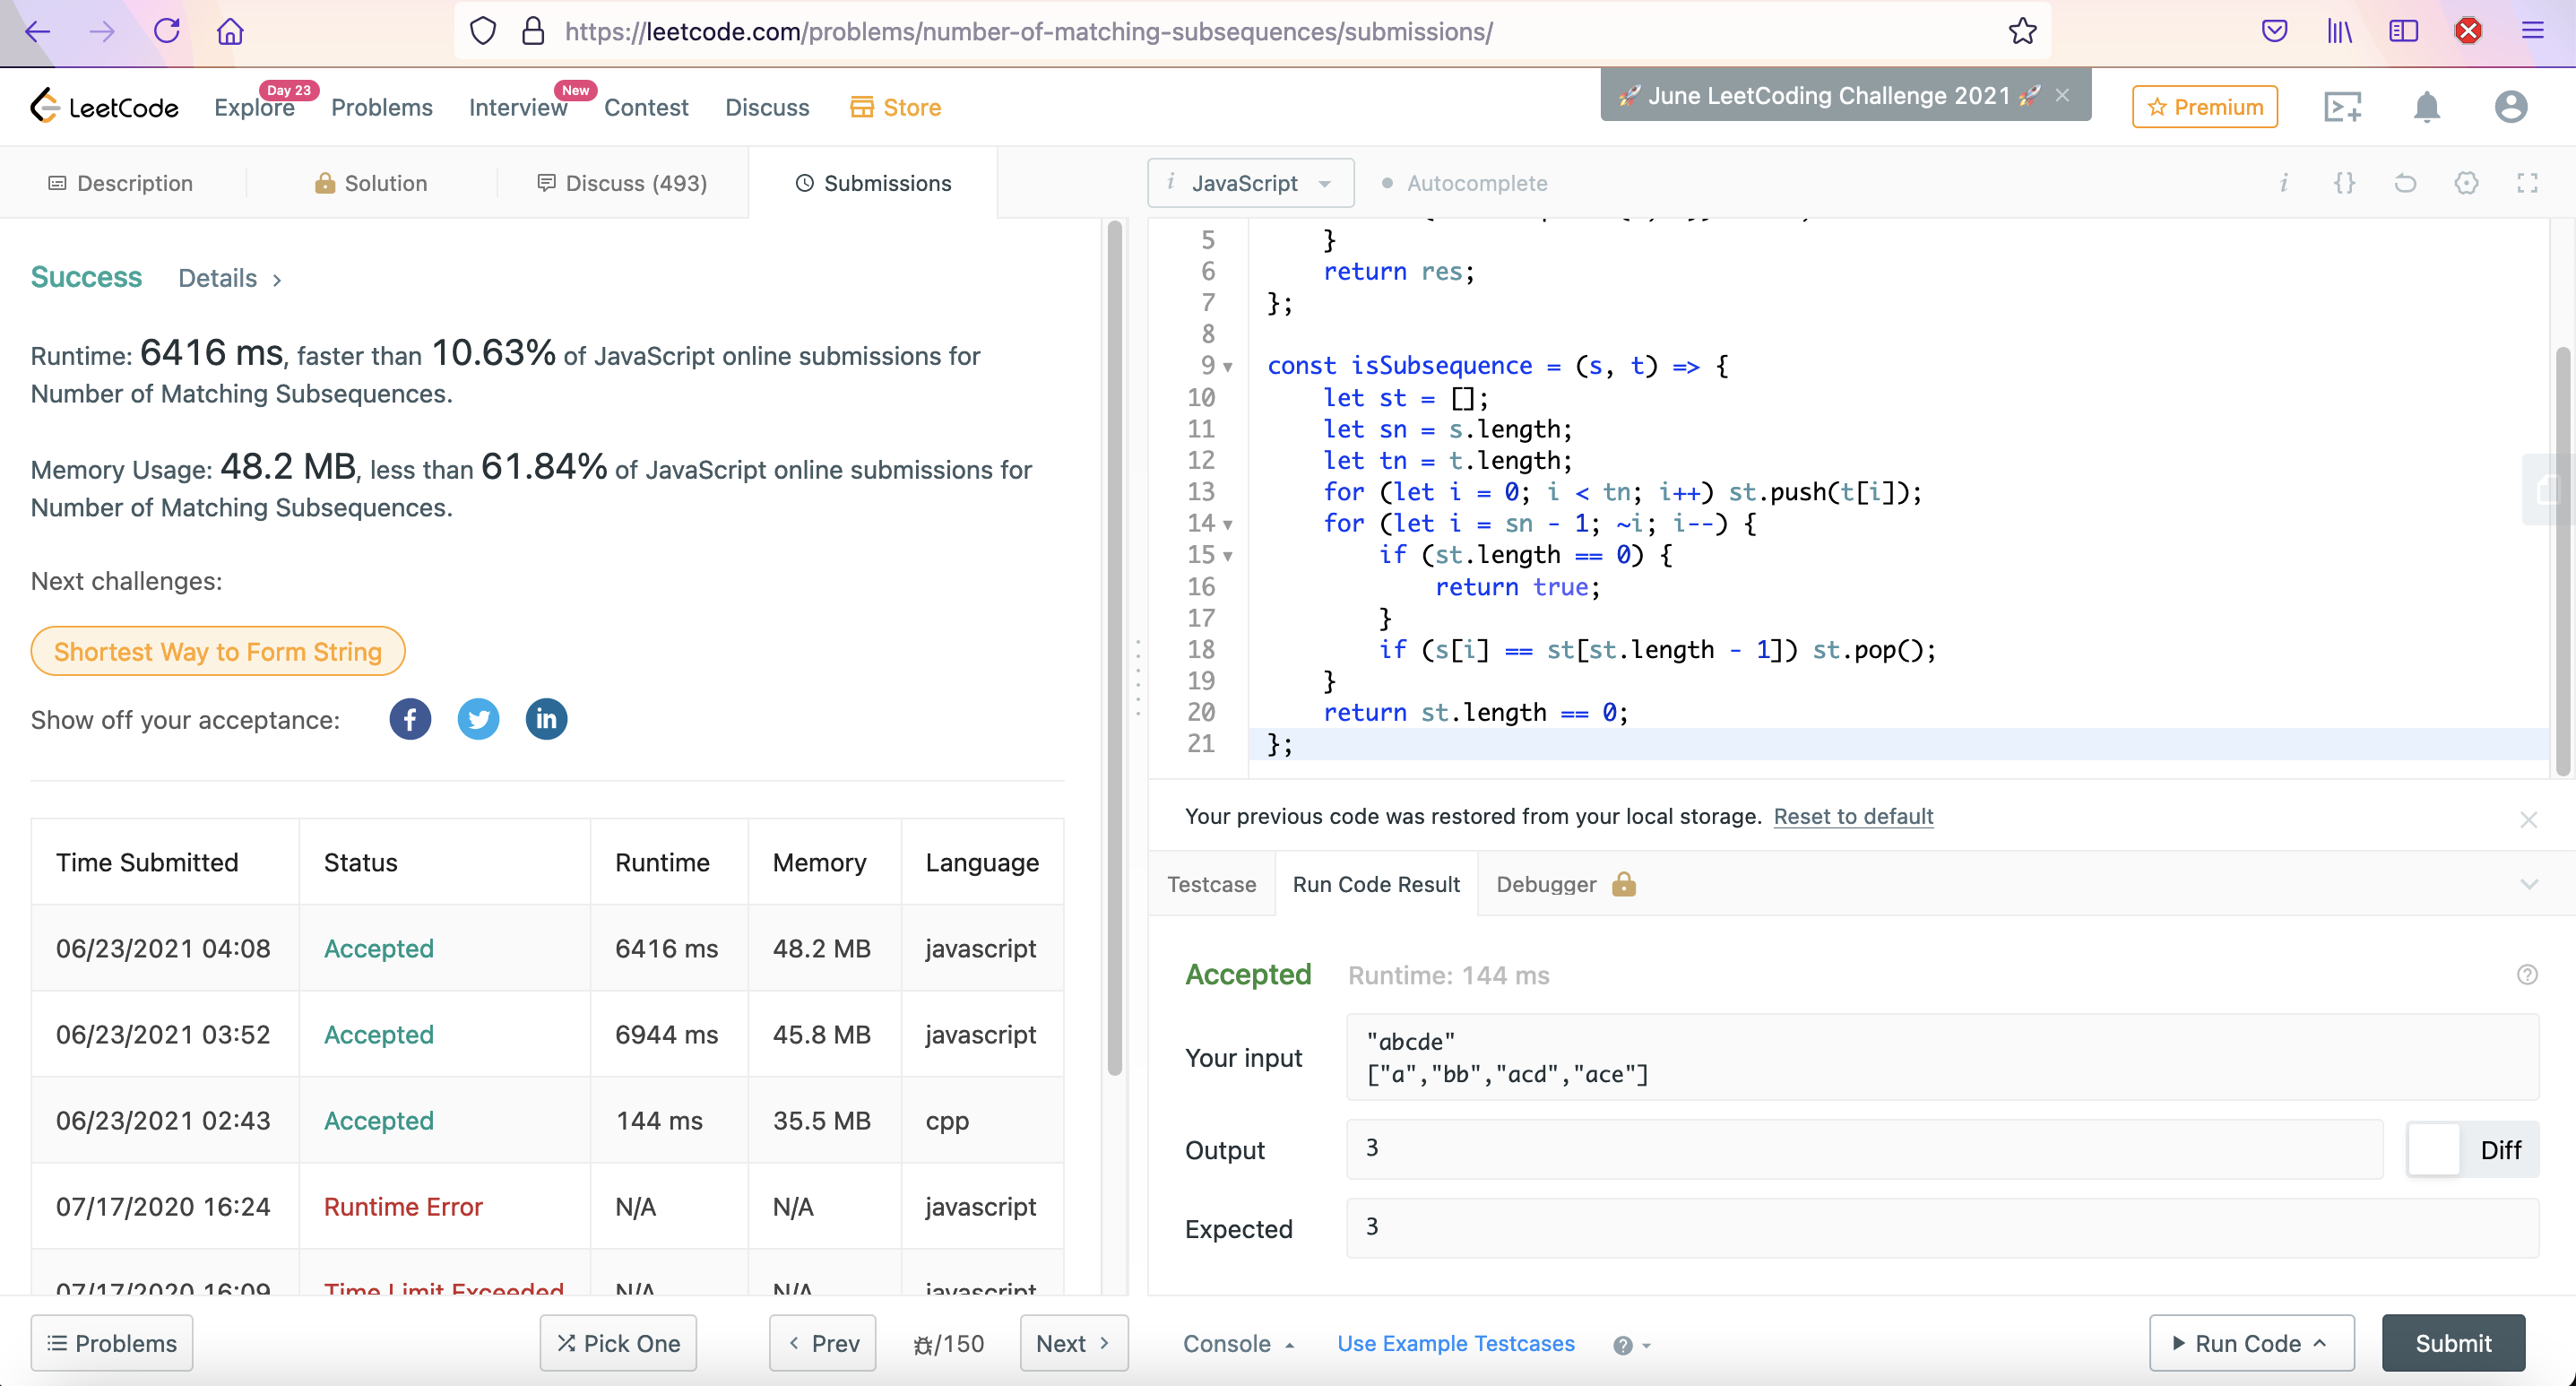 https://leetcode.com/problems/number-of-matching-subsequences/submissions/
LeetCode
Explore
Day 23
Problems
Interview
New
Contest
Discuss
Store
🚀 June LeetCoding Challenge 2021 🚀
Premium
Description
Solution
Discuss (493)
Submissions
i JavaScript
Autocomplete
Success Details
Runtime: 6416 ms, faster than 10.63% of JavaScript online submissions for
Number of Matching Subsequences.
Memory Usage: 48.2 MB, less than 61.84% of JavaScript online submissions for
Number of Matching Subsequences.
Next challenges:
Shortest Way to Form String
Show off your acceptance:
Time Submitted Status Runtime Memory Language
06/23/2021 04:08 Accepted 6416 ms 48.2 MB javascript
06/23/2021 03:52 Accepted 6944 ms 45.8 MB javascript
06/23/2021 02:43 Accepted 144 ms 35.5 MB cpp
07/17/2020 16:24 Runtime Error N/A N/A javascript
07/17/2020 16:09 Time Limit Exceeded N/A N/A javascript
5 }
6 return res;
7 };
8
9 const isSubsequence = (s, t) => {
10 let st = [];
11 let sn = s.length;
12 let tn = t.length;
13 for (let i = 0; i < tn; i++) st.push(t[i]);
14 for (let i = sn - 1; ~i; i--) {
15 if (st.length == 0) {
16 return true;
17 }
18 if (s[i] == st[st.length - 1]) st.pop();
19 }
20 return st.length == 0;
21 };
Your previous code was restored from your local storage. Reset to default
Testcase
Run Code Result
Debugger
Accepted Runtime: 144 ms
Your input
"abcde"
["a","bb","acd","ace"]
Output
3
Diff
Expected
3
Problems
Pick One
Prev
/150
Next
Console
Use Example Testcases
Run Code
Submit